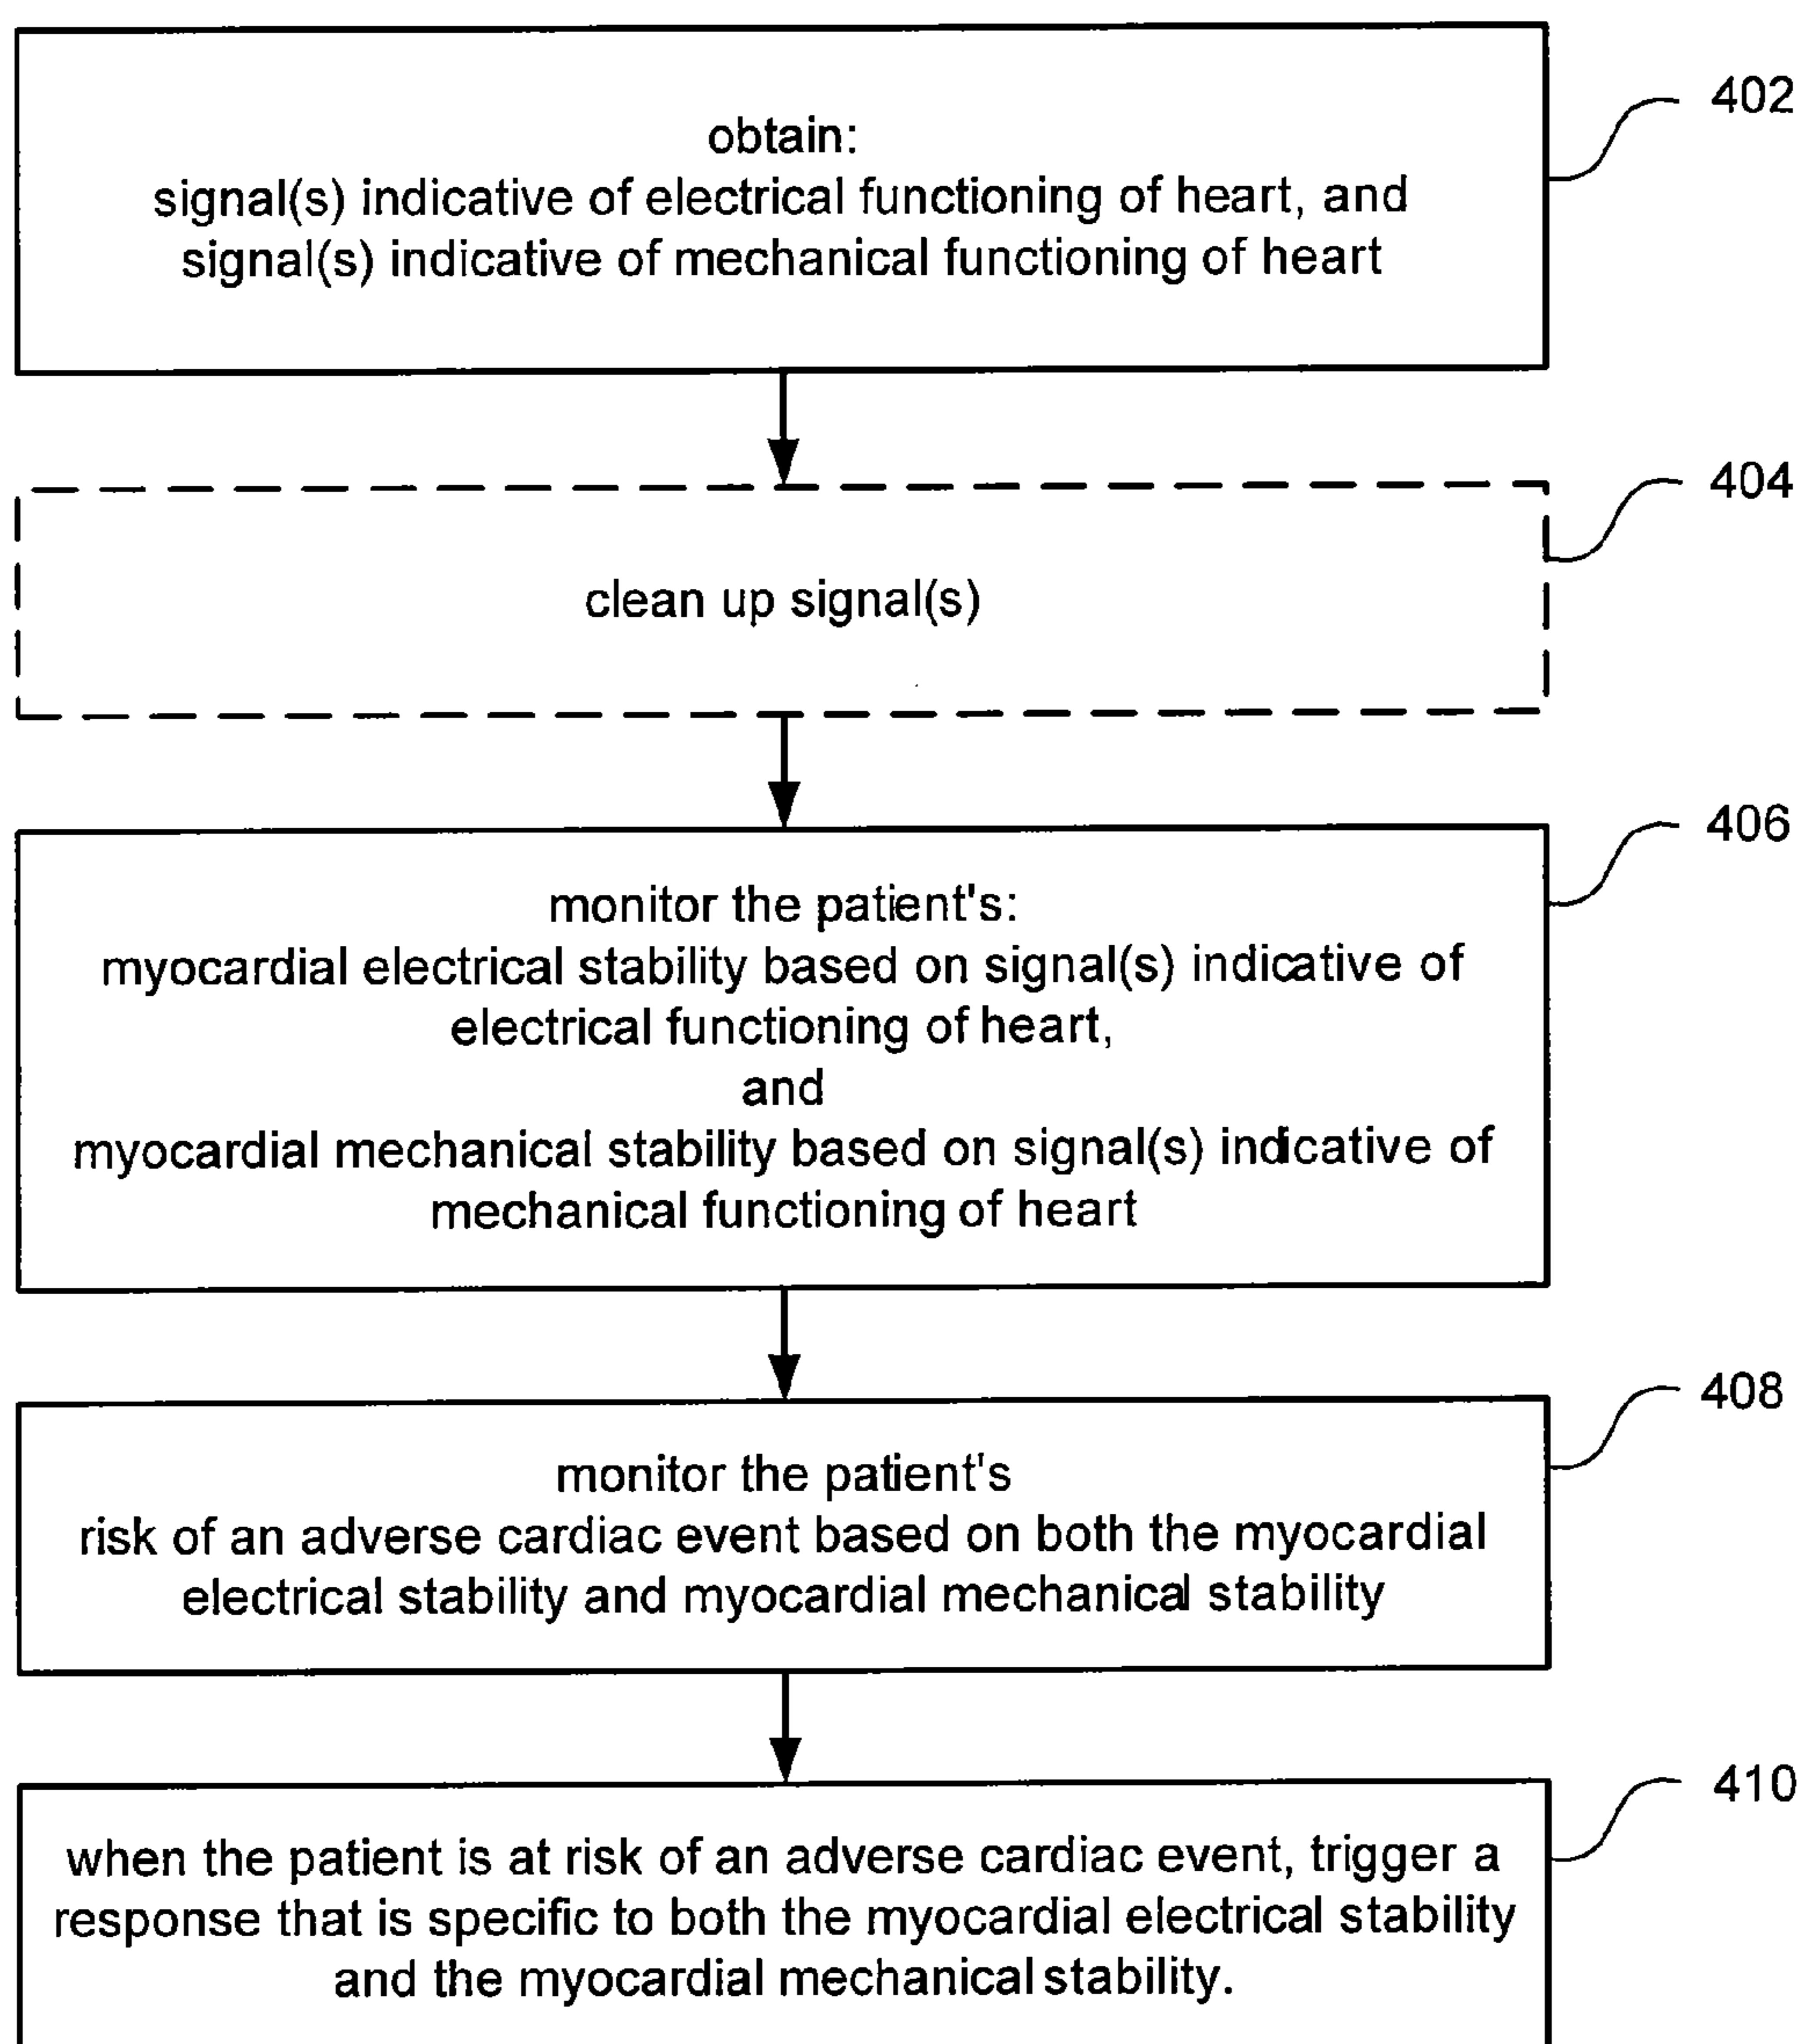 obtain:
signal(s) indicative of electrical functioning of heart, and
signal(s) indicative of mechanical functioning of heart
402
clean up signal(s)
404
monitor the patient's:
myocardial electrical stability based on signal(s) indicative of
electrical functioning of heart,
and
myocardial mechanical stability based on signal(s) indicative of
mechanical functioning of heart
406
monitor the patient's
risk of an adverse cardiac event based on both the myocardial
electrical stability and myocardial mechanical stability
408
when the patient is at risk of an adverse cardiac event, trigger a
response that is specific to both the myocardial electrical stability
and the myocardial mechanical stability.
410